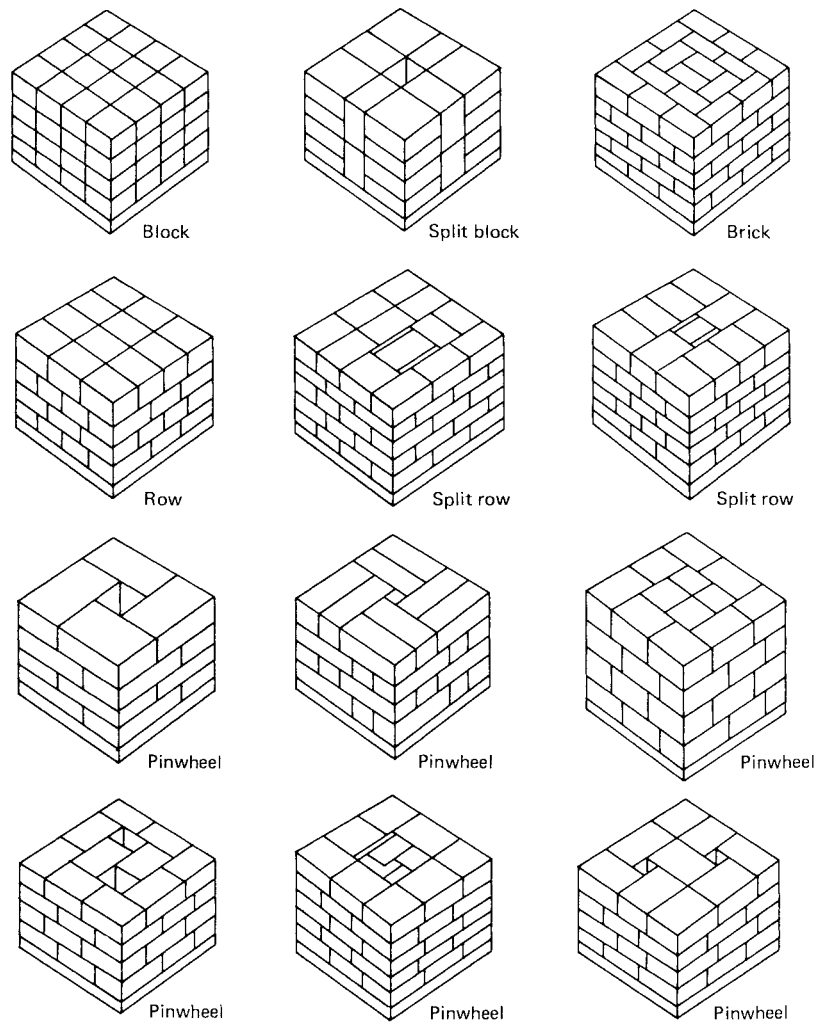 Block
Split block
Brick
Row
Split row
Split row
Pinwheel
Pinwheel
Pinwheel
Pinwheel
Pinwheel
Pinwheel